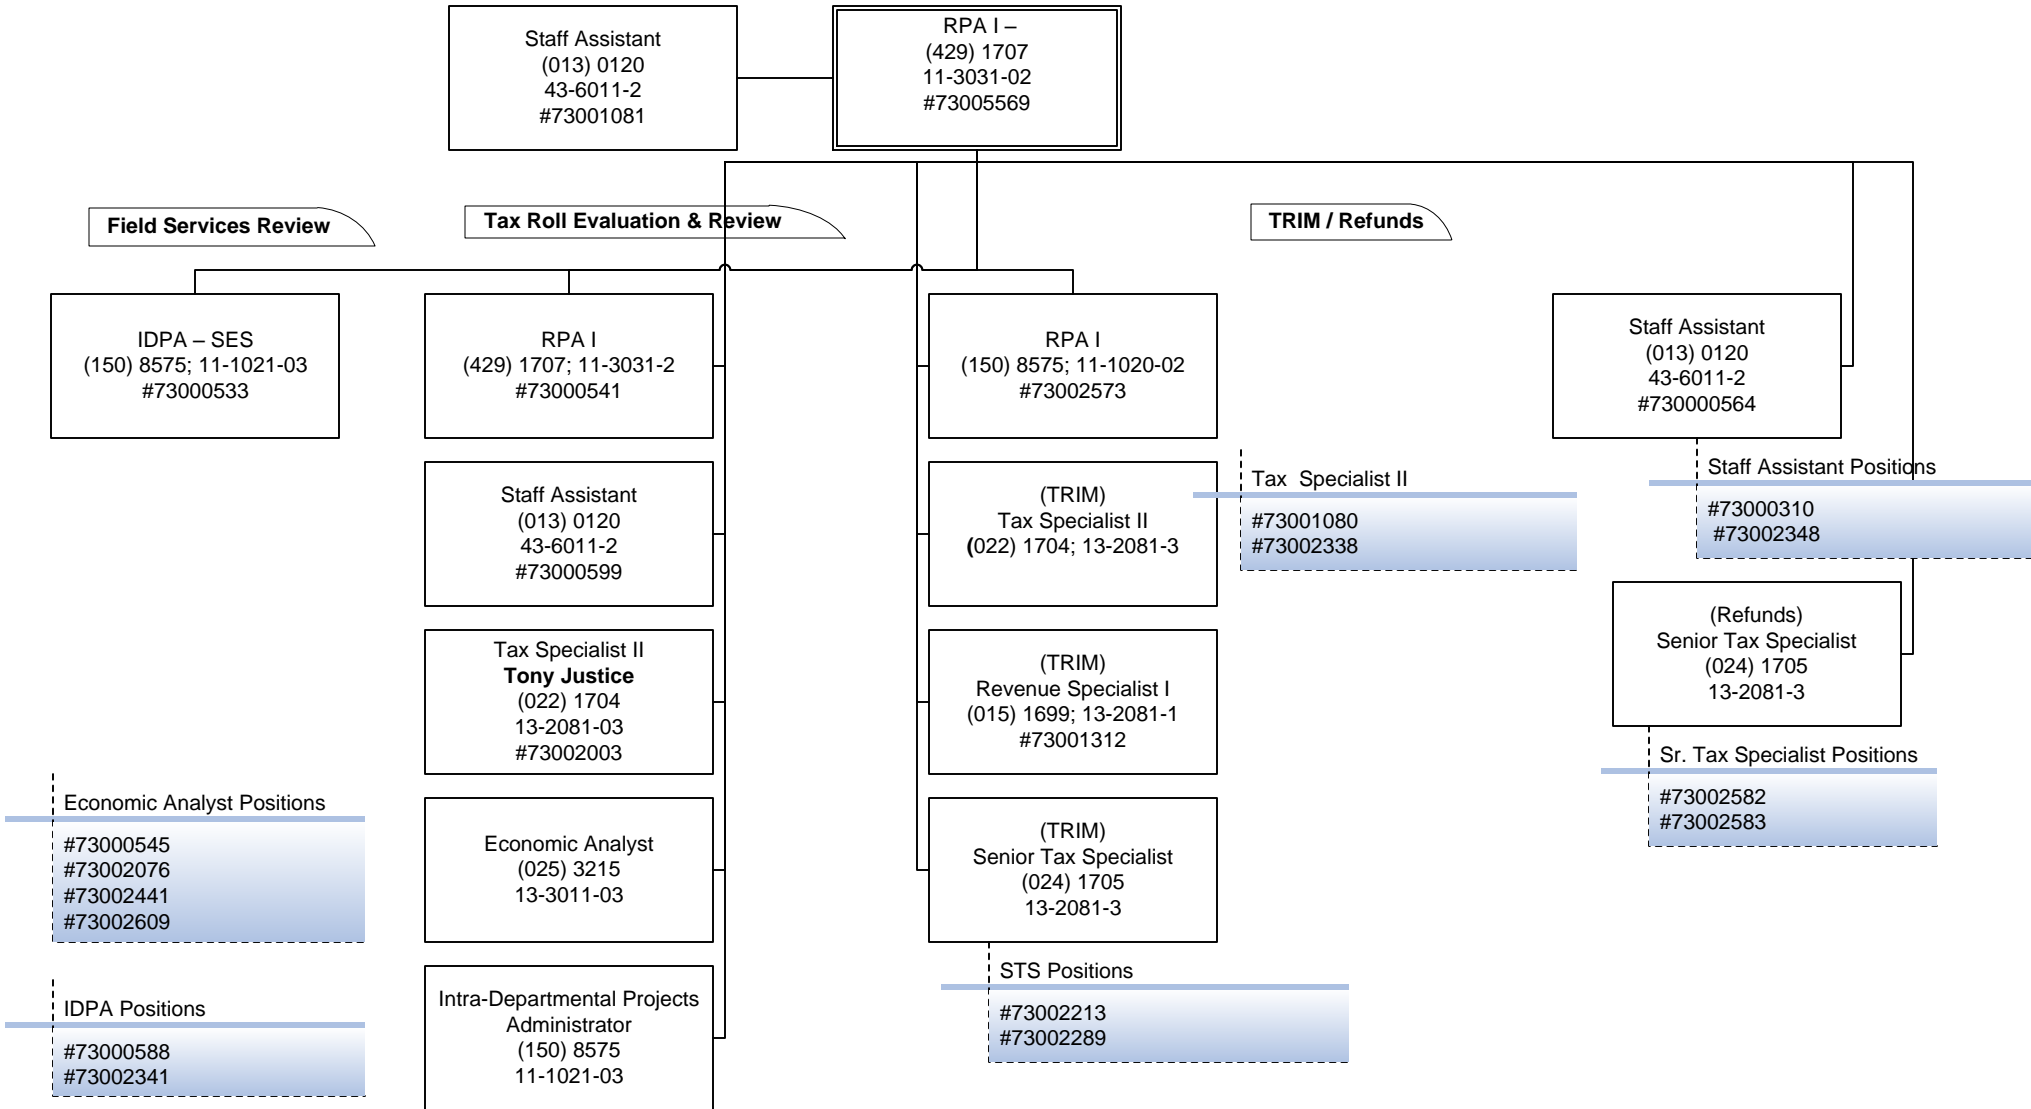 Staff Assistant
(013) 0120
43-6011-2
#73001081
RPA I –
(429) 1707
11-3031-02
#73005569
Field Services Review
Tax Roll Evaluation & Review
TRIM / Refunds
IDPA – SES
(150) 8575; 11-1021-03
#73000533
RPA I
(429) 1707; 11-3031-2
#73000541
RPA I
(150) 8575; 11-1020-02
#73002573
Staff Assistant
(013) 0120
43-6011-2
#730000564
Staff Assistant
(013) 0120
43-6011-2
#73000599
(TRIM)
Tax Specialist II
(022) 1704; 13-2081-3
Tax  Specialist II
#73001080
#73002338
Staff Assistant Positions
#73000310
#73002348
Tax Specialist II
Tony Justice
(022) 1704
13-2081-03
#73002003
(TRIM)
Revenue Specialist I
(015) 1699; 13-2081-1
#73001312
(Refunds)
Senior Tax Specialist
(024) 1705
13-2081-3
Sr. Tax Specialist Positions
#73002582
#73002583
Economic Analyst Positions
#73000545
#73002076
#73002441
#73002609
Economic Analyst
(025) 3215
13-3011-03
(TRIM)
Senior Tax Specialist
(024) 1705
13-2081-3
STS Positions
#73002213
#73002289
IDPA Positions
#73000588
#73002341
Intra-Departmental Projects
Administrator
(150) 8575
11-1021-03